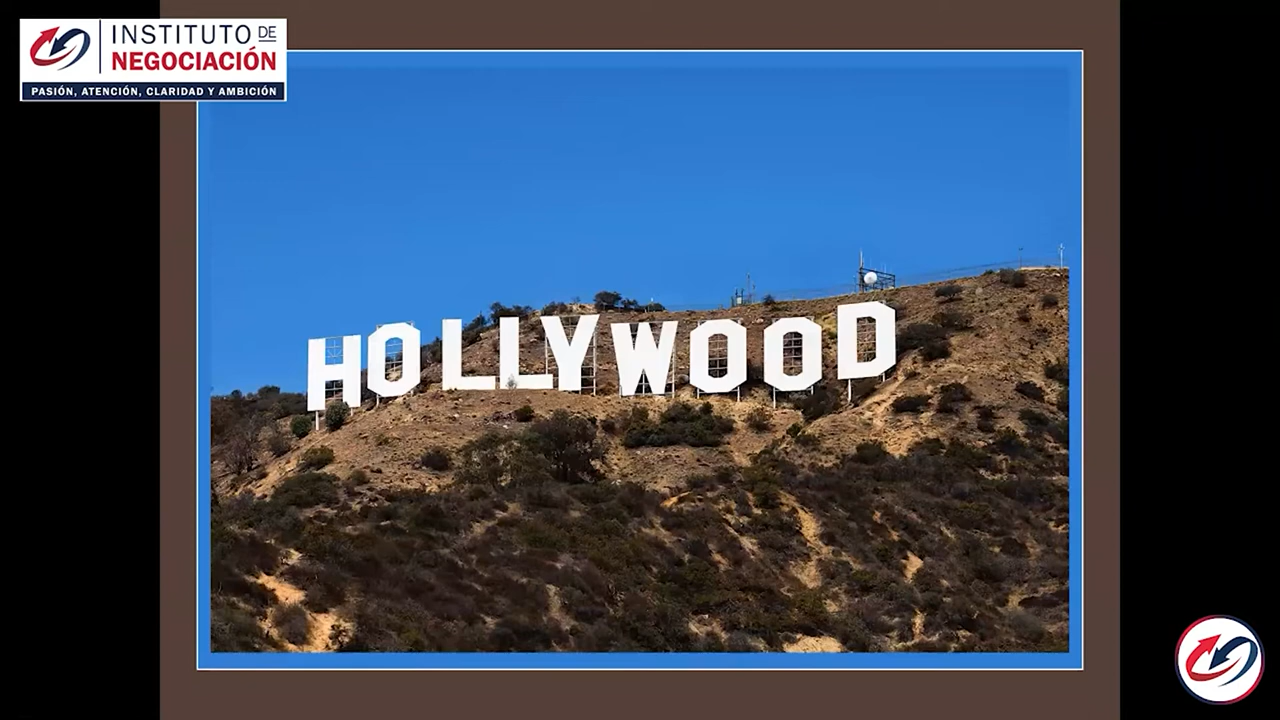 INSTITUTO DE
NEGOCIACIÓN
PASIÓN, ATENCIÓN, CLARIDAD Y AMBICIÓN
HOLLYWOOD